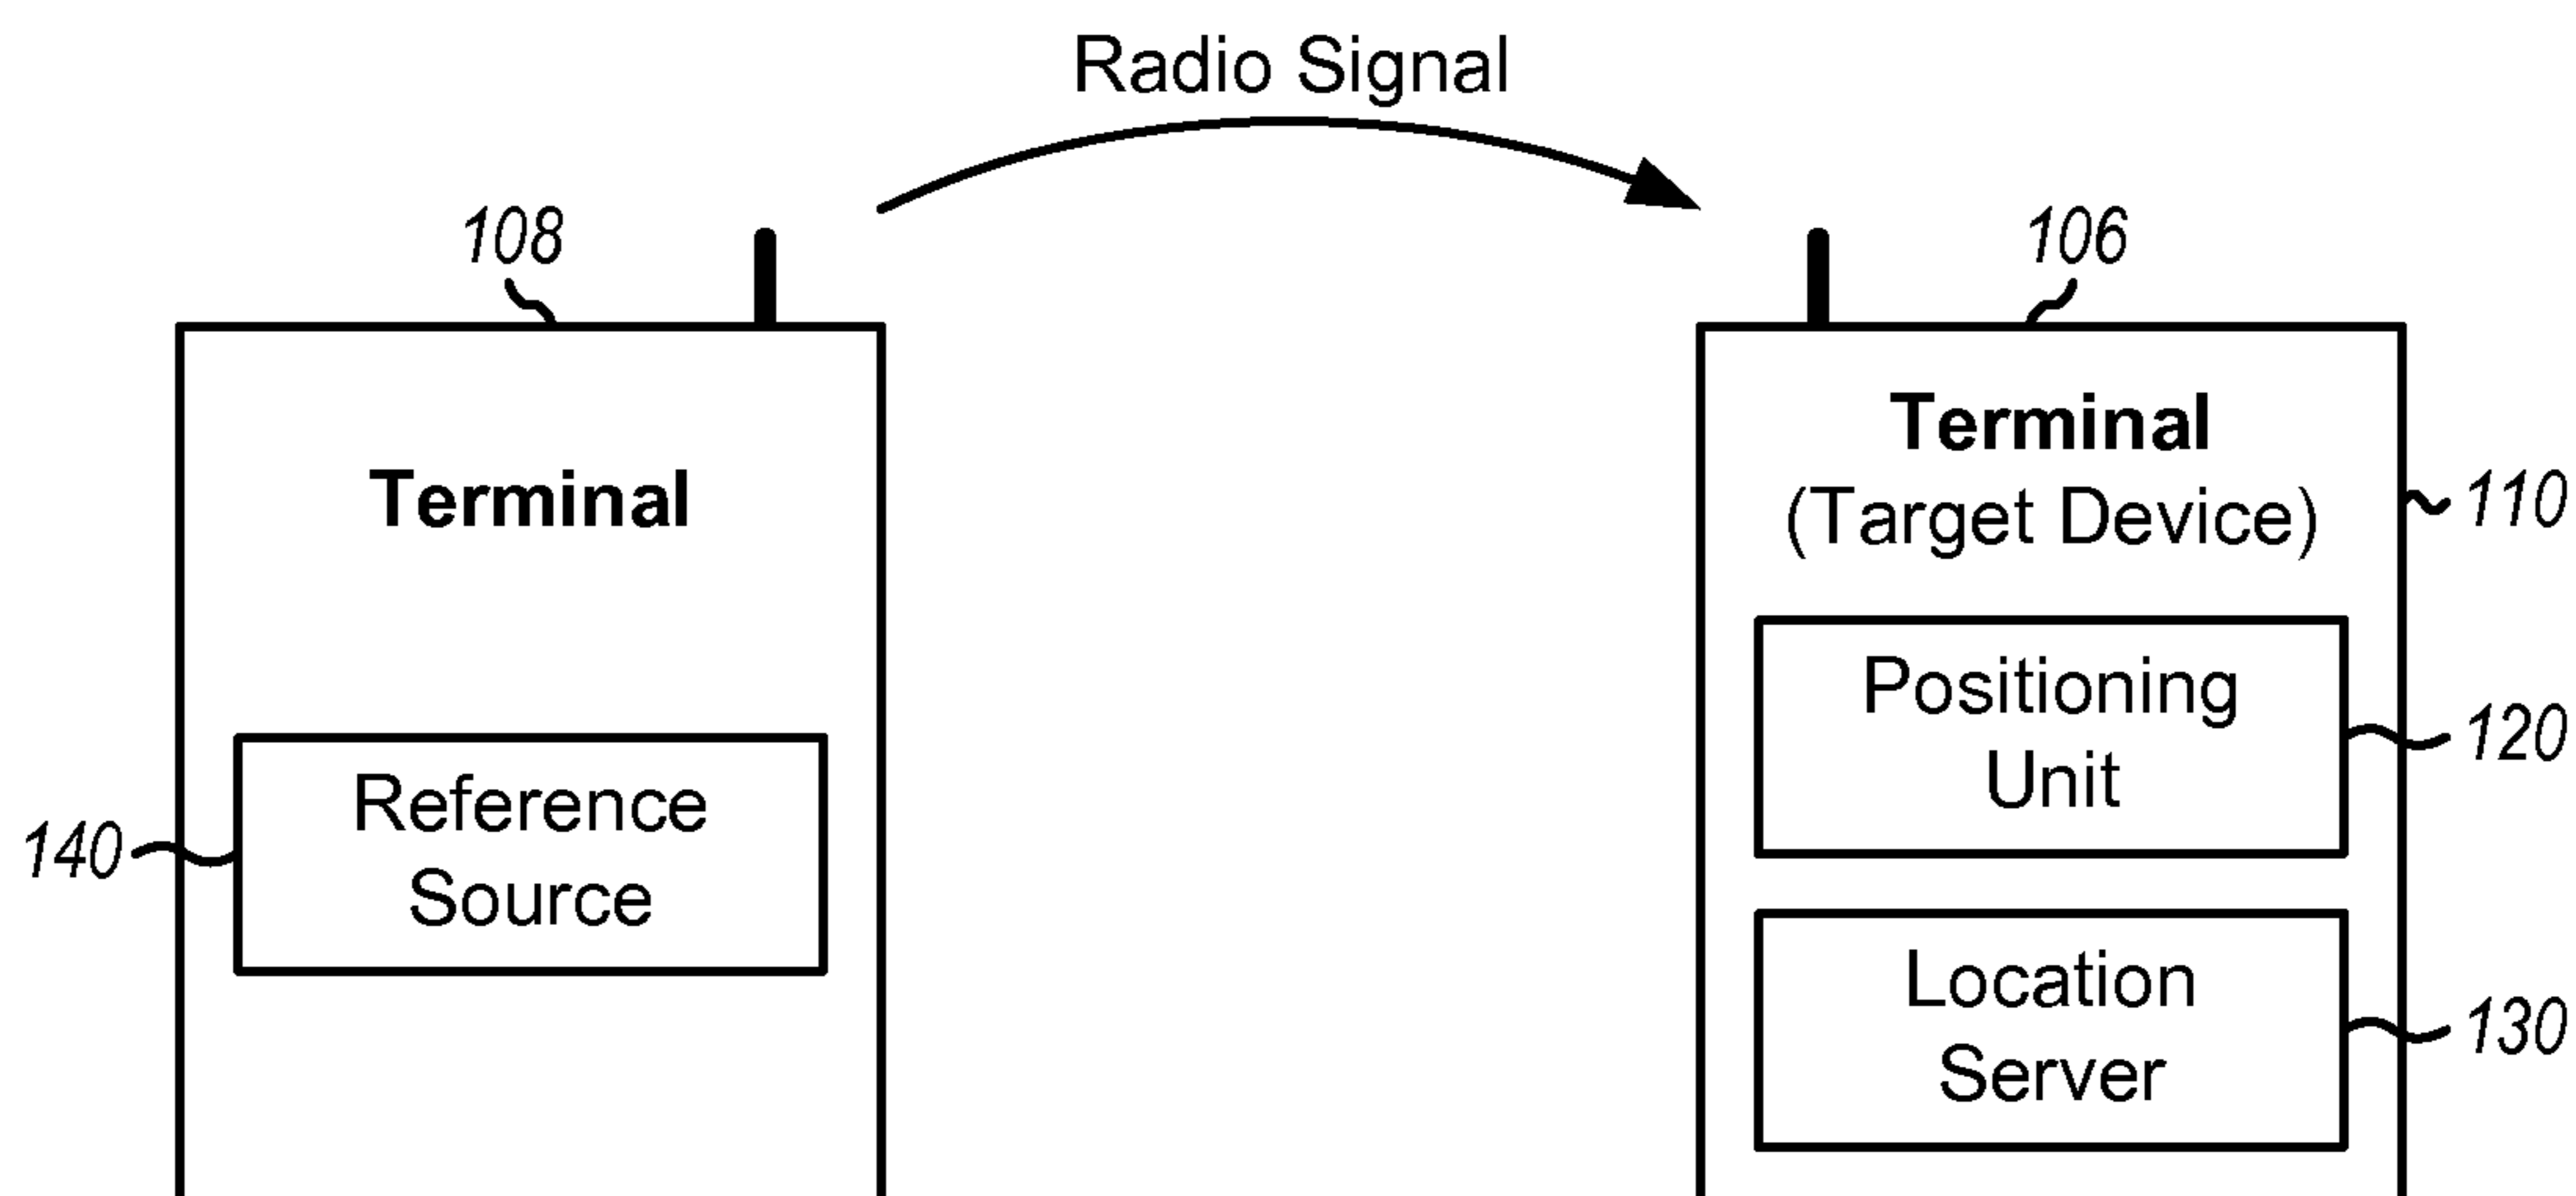 Radio Signal
108
106
Terminal
Terminal
(Target Device)
110
Reference
Source
140
Positioning
Unit
120
Location
Server
130